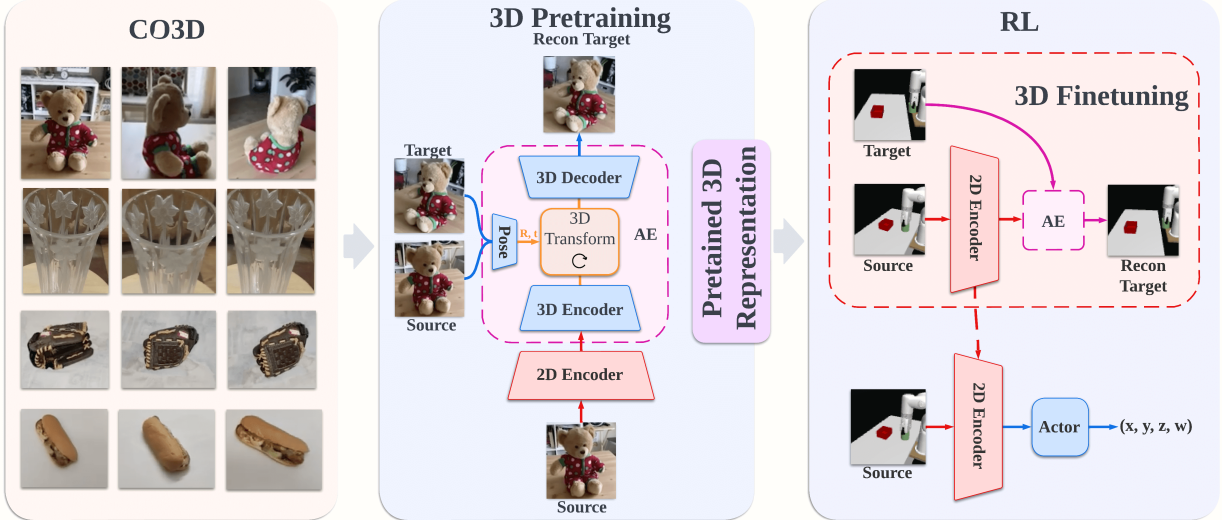 CO3D
3D Pretraining
Recon Target
Target
3D Decoder
3D
Transform
R, t
Pose
AE
Source
3D Encoder
2D Encoder
Source
Pretained 3D
Representation
RL
3D Finetuning
Target
2D Encoder
AE
Source
Recon
Target
2D Encoder
Actor
(x, y, z, w)
Source